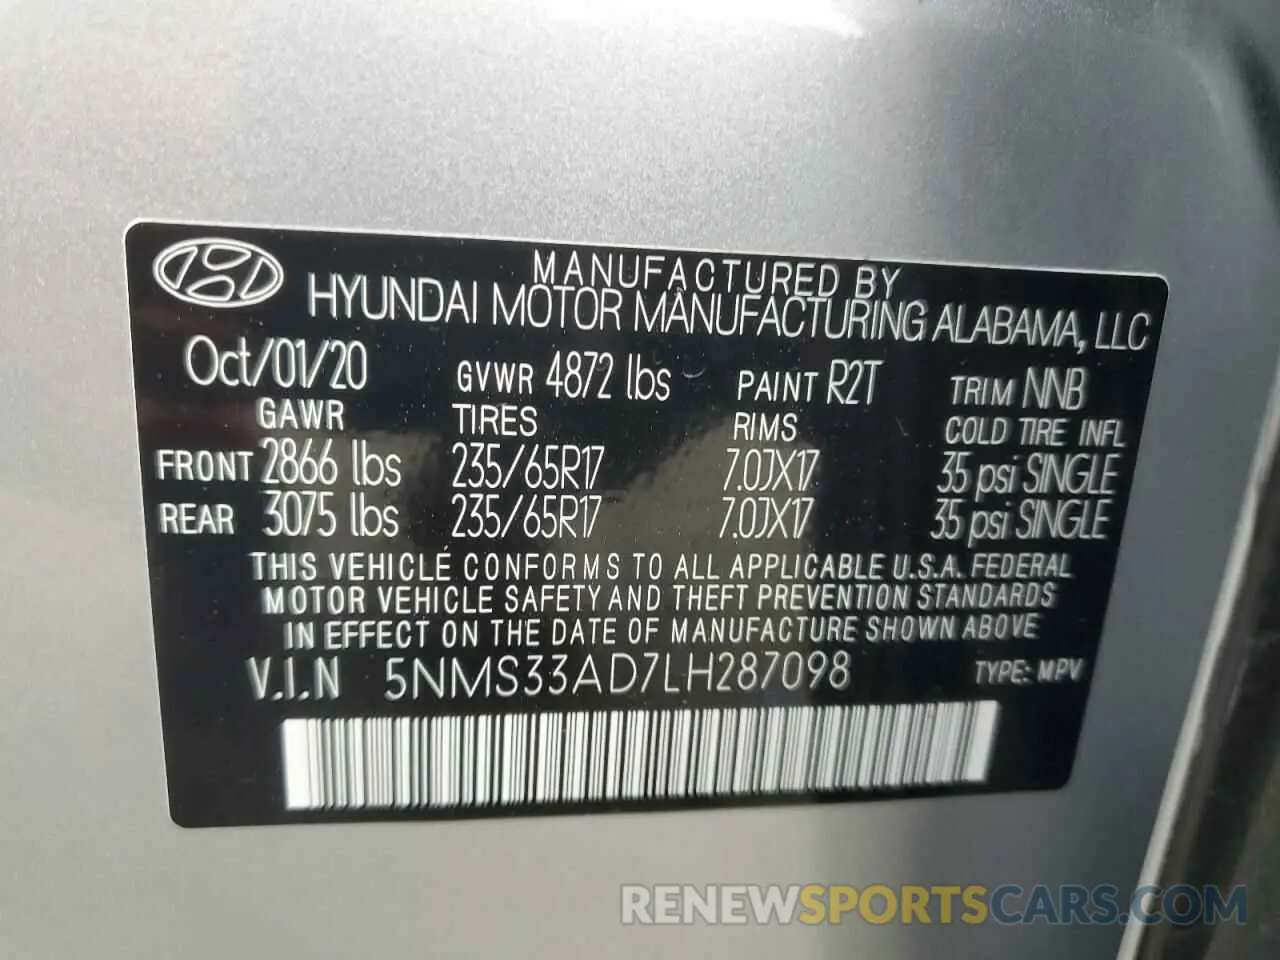 MANUFACTURED BY
HYUNDAI MOTOR MANUFACTURING ALABAMA, LLC
Oct/01/20 GVWR 4872 lbs PAINT R2T TRIM NNB
GAWR TIRES RIMS COLD TIRE INFL
FRONT 2866 lbs 235/65R17 7.0JX17 35 psi SINGLE
REAR 3075 lbs 235/65R17 7.0JX17 35 psi SINGLE
THIS VEHICLE CONFORMS TO ALL APPLICABLE U.S.A. FEDERAL
MOTOR VEHICLE SAFETY AND THEFT PREVENTION STANDARDS
IN EFFECT ON THE DATE OF MANUFACTURE SHOWN ABOVE
V.I.N 5NMS33AD7LH287098 TYPE: MPV
RENEWSPORTSCARS.COM